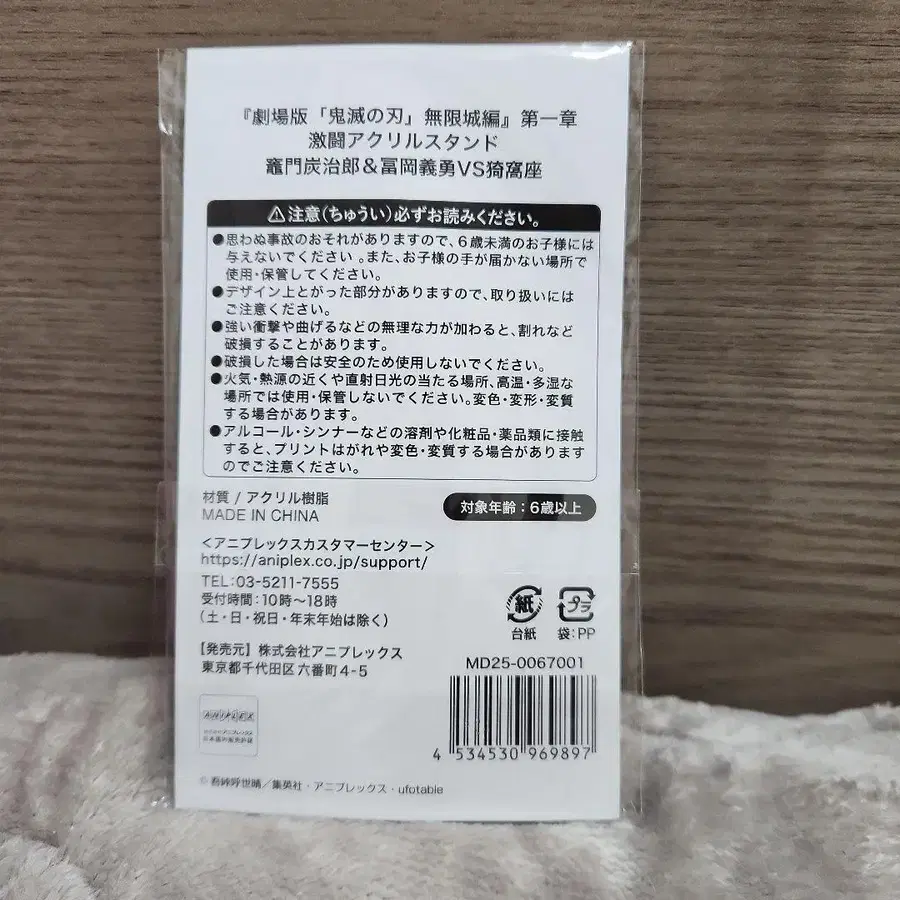 『劇場版「鬼滅の刃」無限城編』第一章
激闘アクリルスタンド
竈門炭治郎＆冨岡義勇VS猗窩座
⚠注意(ちゅうい)必ずお読みください。
●思わぬ事故のおそれがありますので、6歳未満のお子様には
与えないでください。また、お子様の手が届かない場所で
使用・保管してください。
●デザイン上とがった部分がありますので、取り扱いには
ご注意ください。
●強い衝撃や曲げるなどの無理な力が加わると、割れなど
破損することがあります。
●破損した場合は安全のため使用しないでください。
●火気・熱源の近くや直射日光の当たる場所、高温・多湿な
場所では使用・保管しないでください。変色・変形・変質
する場合があります。
●アルコール・シンナーなどの溶剤や化粧品・薬品類に接触
すると、プリントはがれや変色・変質する場合があります
のでご注意ください。
材質 / アクリル樹脂
MADE IN CHINA
対象年齢：6歳以上
＜アニプレックスカスタマーセンター＞
https://aniplex.co.jp/support/
TEL：03-5211-7555
受付時間：10時～18時
（土・日・祝日・年末年始は除く）
紙
台紙
プラ
袋：PP
【発売元】株式会社アニプレックス
東京都千代田区六番町4-5
MD25-0067001
4 534530 969897
ANIPLEX
© 吾峠呼世晴／集英社・アニプレックス・ufotable